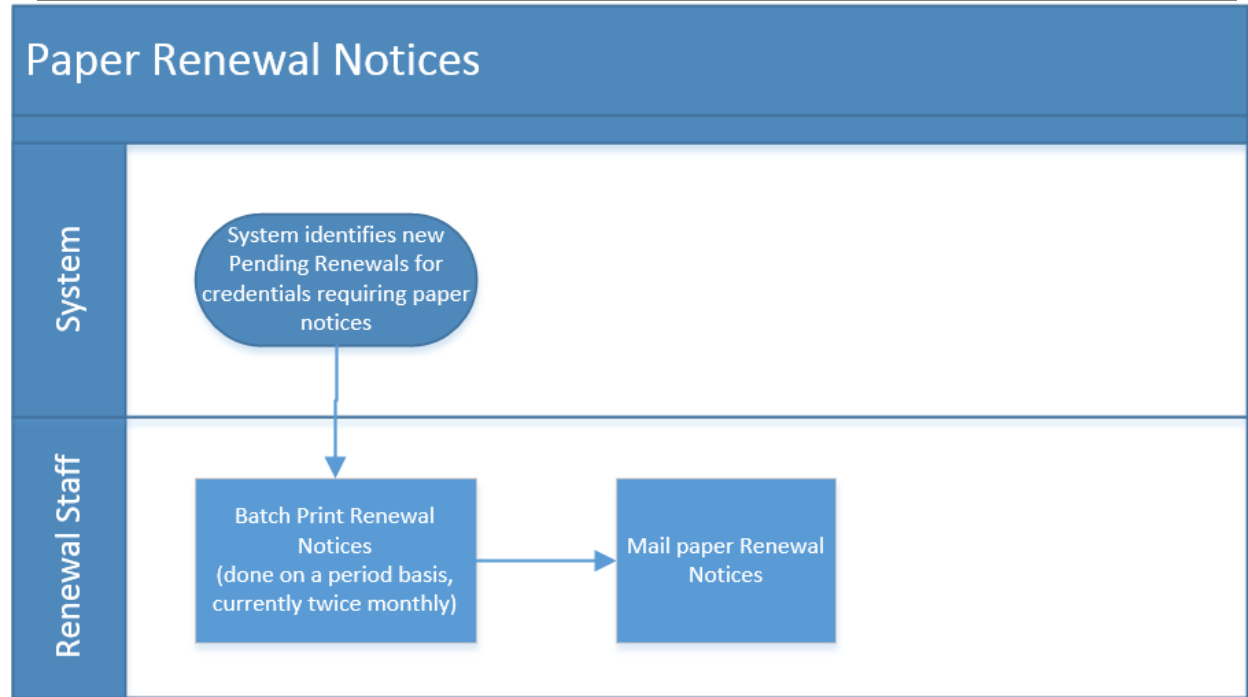 Paper Renewal Notices
System
System identifies new
Pending Renewals for
credentials requiring paper
notices
Renewal Staff
Batch Print Renewal
Notices
(done on a period basis,
currently twice monthly)
Mail paper Renewal
Notices